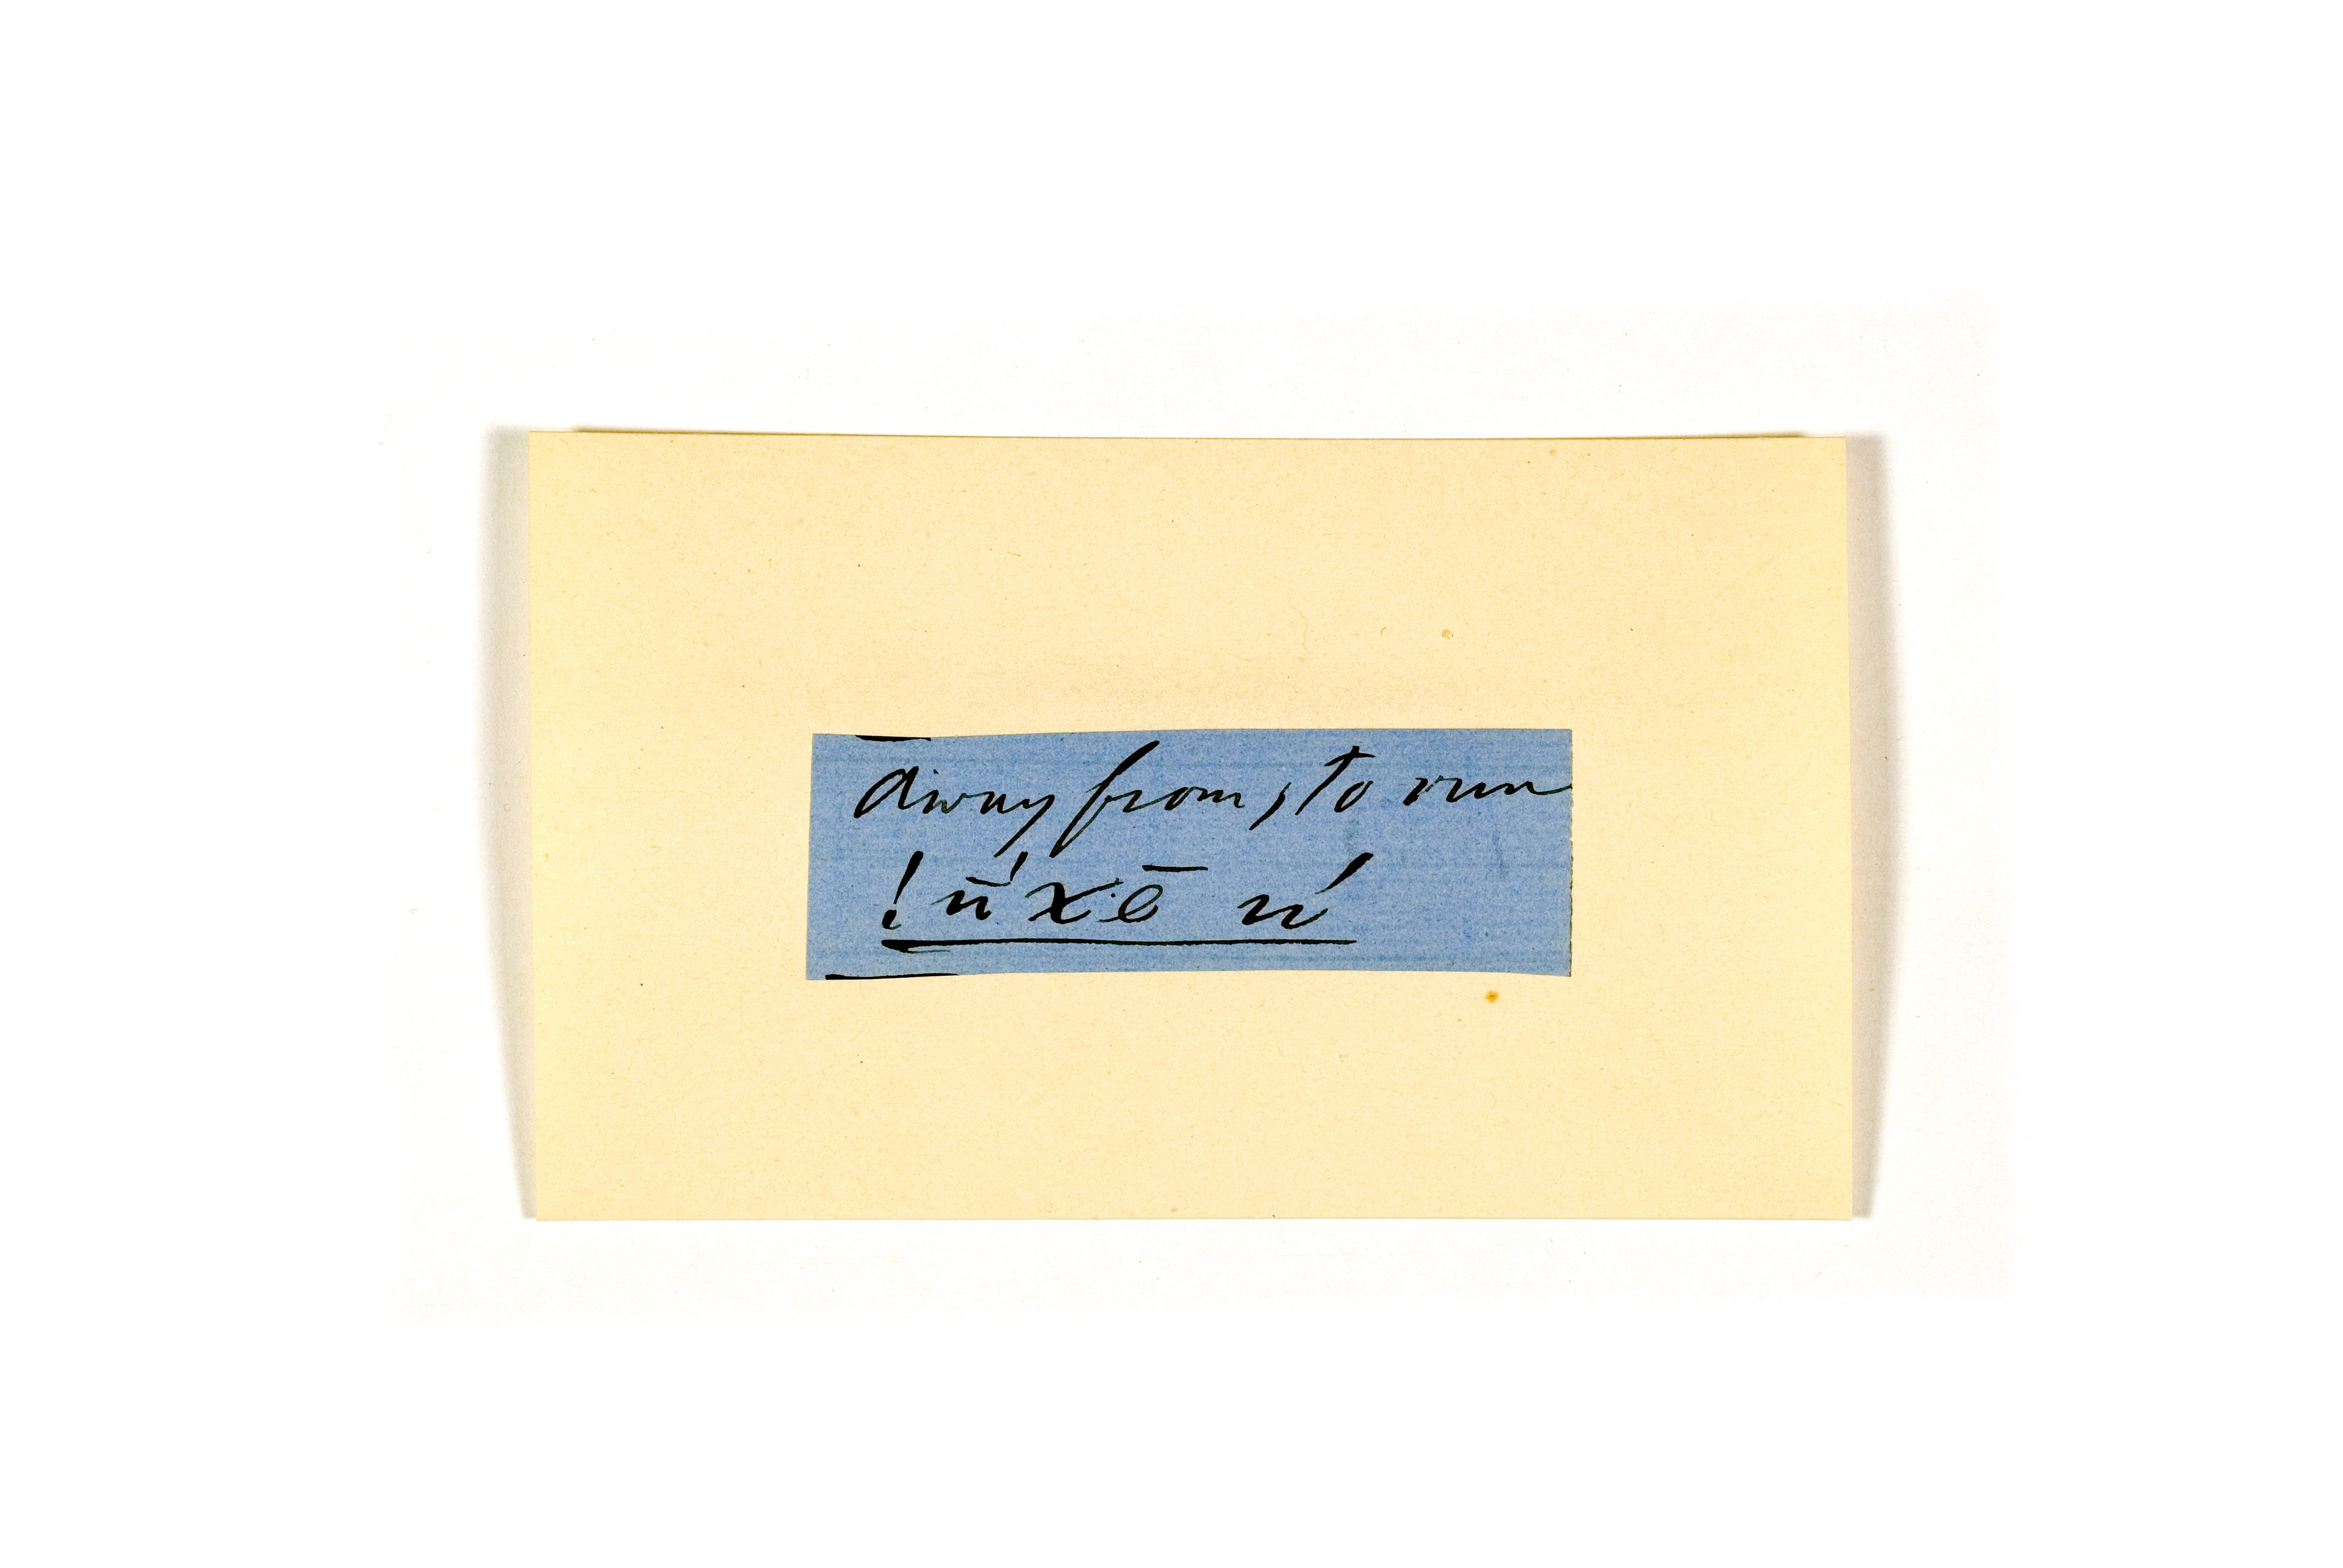 away from, to run
!ū́xē ú